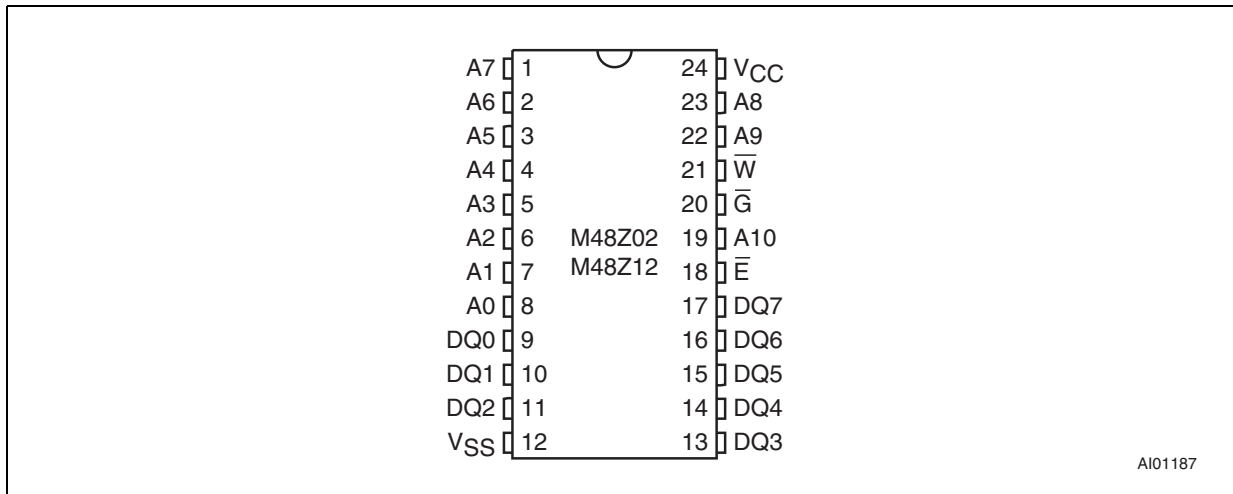 A7 1 24 VCC
A6 2 23 A8
A5 3 22 A9
A4 4 21 W̅
A3 5 20 G̅
A2 6 M48Z02 19 A10
A1 7 M48Z12 18 E̅
A0 8 17 DQ7
DQ0 9 16 DQ6
DQ1 10 15 DQ5
DQ2 11 14 DQ4
VSS 12 13 DQ3
AI01187